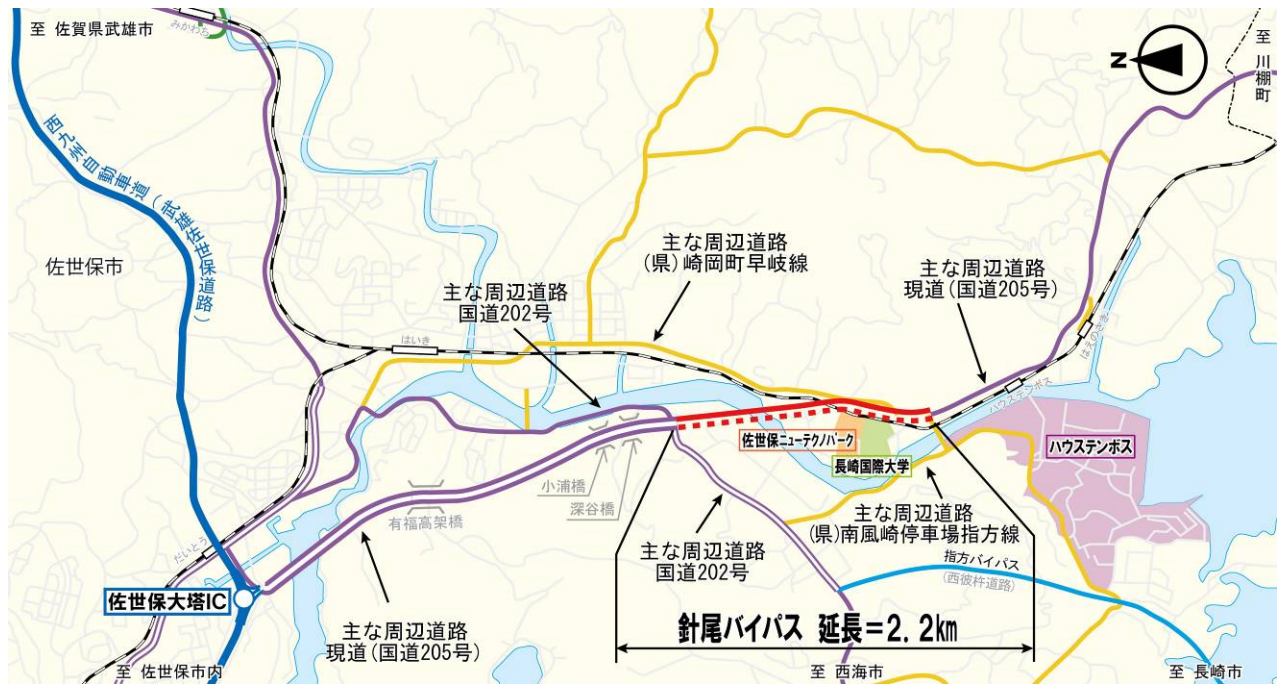 至 佐賀県武雄市
みかわち
N
至 川棚町
西九州自動車道(武雄佐世保道路)
佐世保市
主な周辺道路
国道202号
主な周辺道路
(県)崎岡町早岐線
主な周辺道路
現道(国道205号)
はいき
はえのさき
ハウステンボス
佐世保ニューテクノパーク
長崎国際大学
ハウステンボス
小浦橋
深谷橋
有福高架橋
だいとう
主な周辺道路
国道202号
主な周辺道路
(県)南風崎停車場指方線
指方バイパス
(西彼杵道路)
佐世保大塔IC
主な周辺道路
現道(国道205号)
針尾バイパス 延長=2.2km
至 佐世保市内
至 西海市
至 長崎市